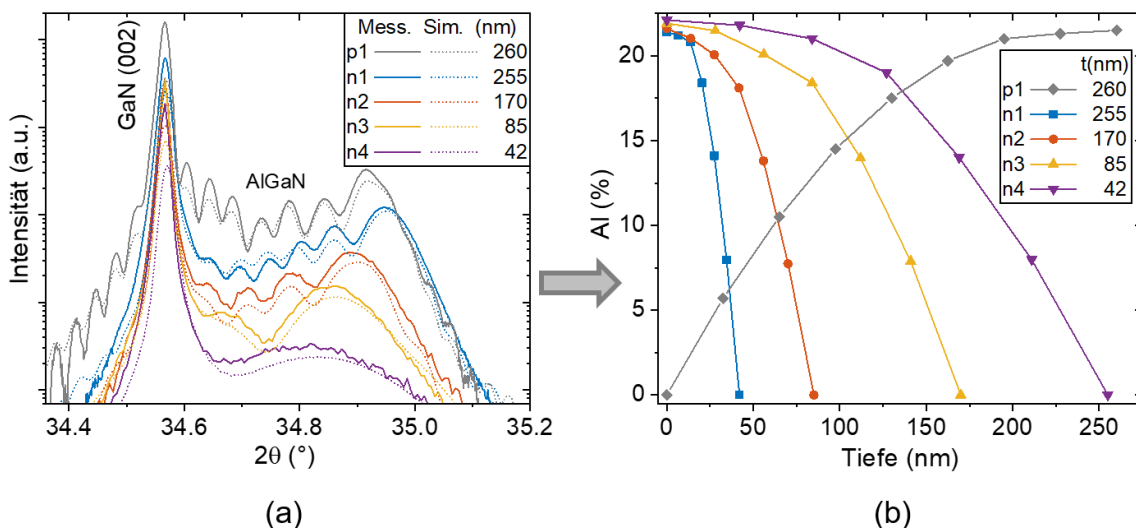 Mess. Sim. (nm)
p1 260
n1 255
n2 170
n3 85
n4 42
GaN (002)
AlGaN
Intensität (a.u.)
34.4 34.6 34.8 35.0 35.2
2θ (°)
(a)
Al (%)
20
15
10
5
0
t(nm)
p1 260
n1 255
n2 170
n3 85
n4 42
0 50 100 150 200 250
Tiefe (nm)
(b)